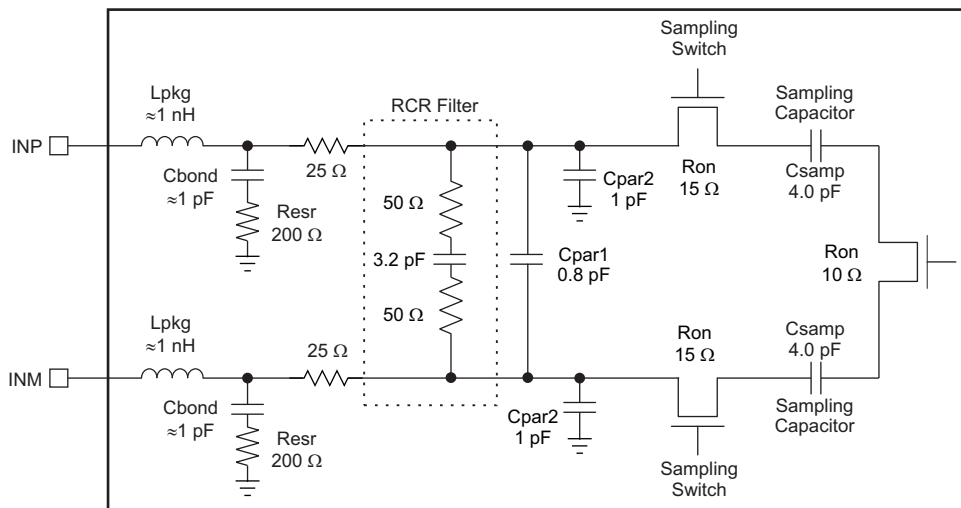 Sampling
Switch
Lpkg
≈1 nH
RCR Filter
Sampling
Capacitor
INP
25 Ω
Cbond
≈1 pF
Resr
200 Ω
50 Ω
3.2 pF
50 Ω
Cpar2
1 pF
Ron
15 Ω
Csamp
4.0 pF
Cpar1
0.8 pF
Ron
10 Ω
Lpkg
≈1 nH
25 Ω
Ron
15 Ω
Csamp
4.0 pF
INM
Cbond
≈1 pF
Resr
200 Ω
Cpar2
1 pF
Sampling
Capacitor
Sampling
Switch